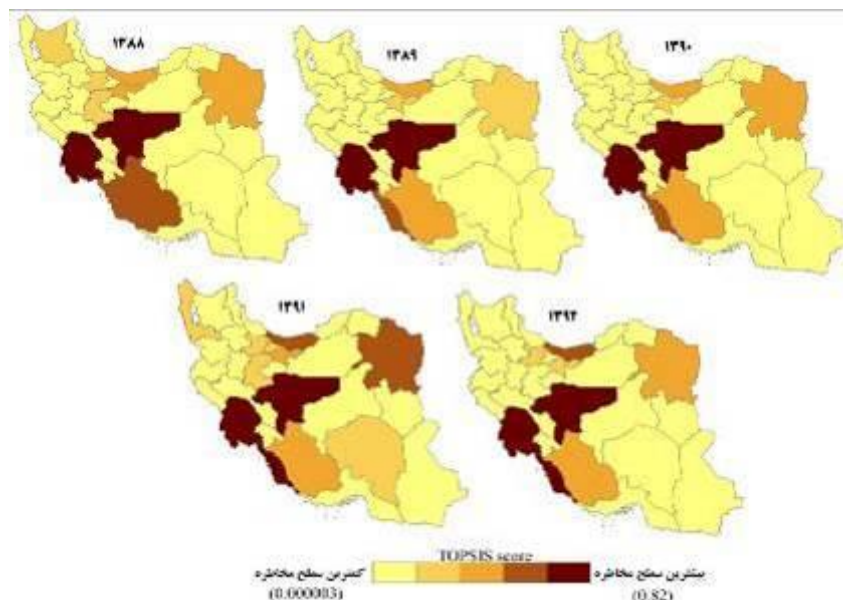 ۱۳۸۸
۱۳۸۹
۱۳۹۰
۱۳۹۱
۱۳۹۲
TOPSIS score
کمترین سطح مخاطره
(0.000003)
بیشترین سطح مخاطره
(0.82)